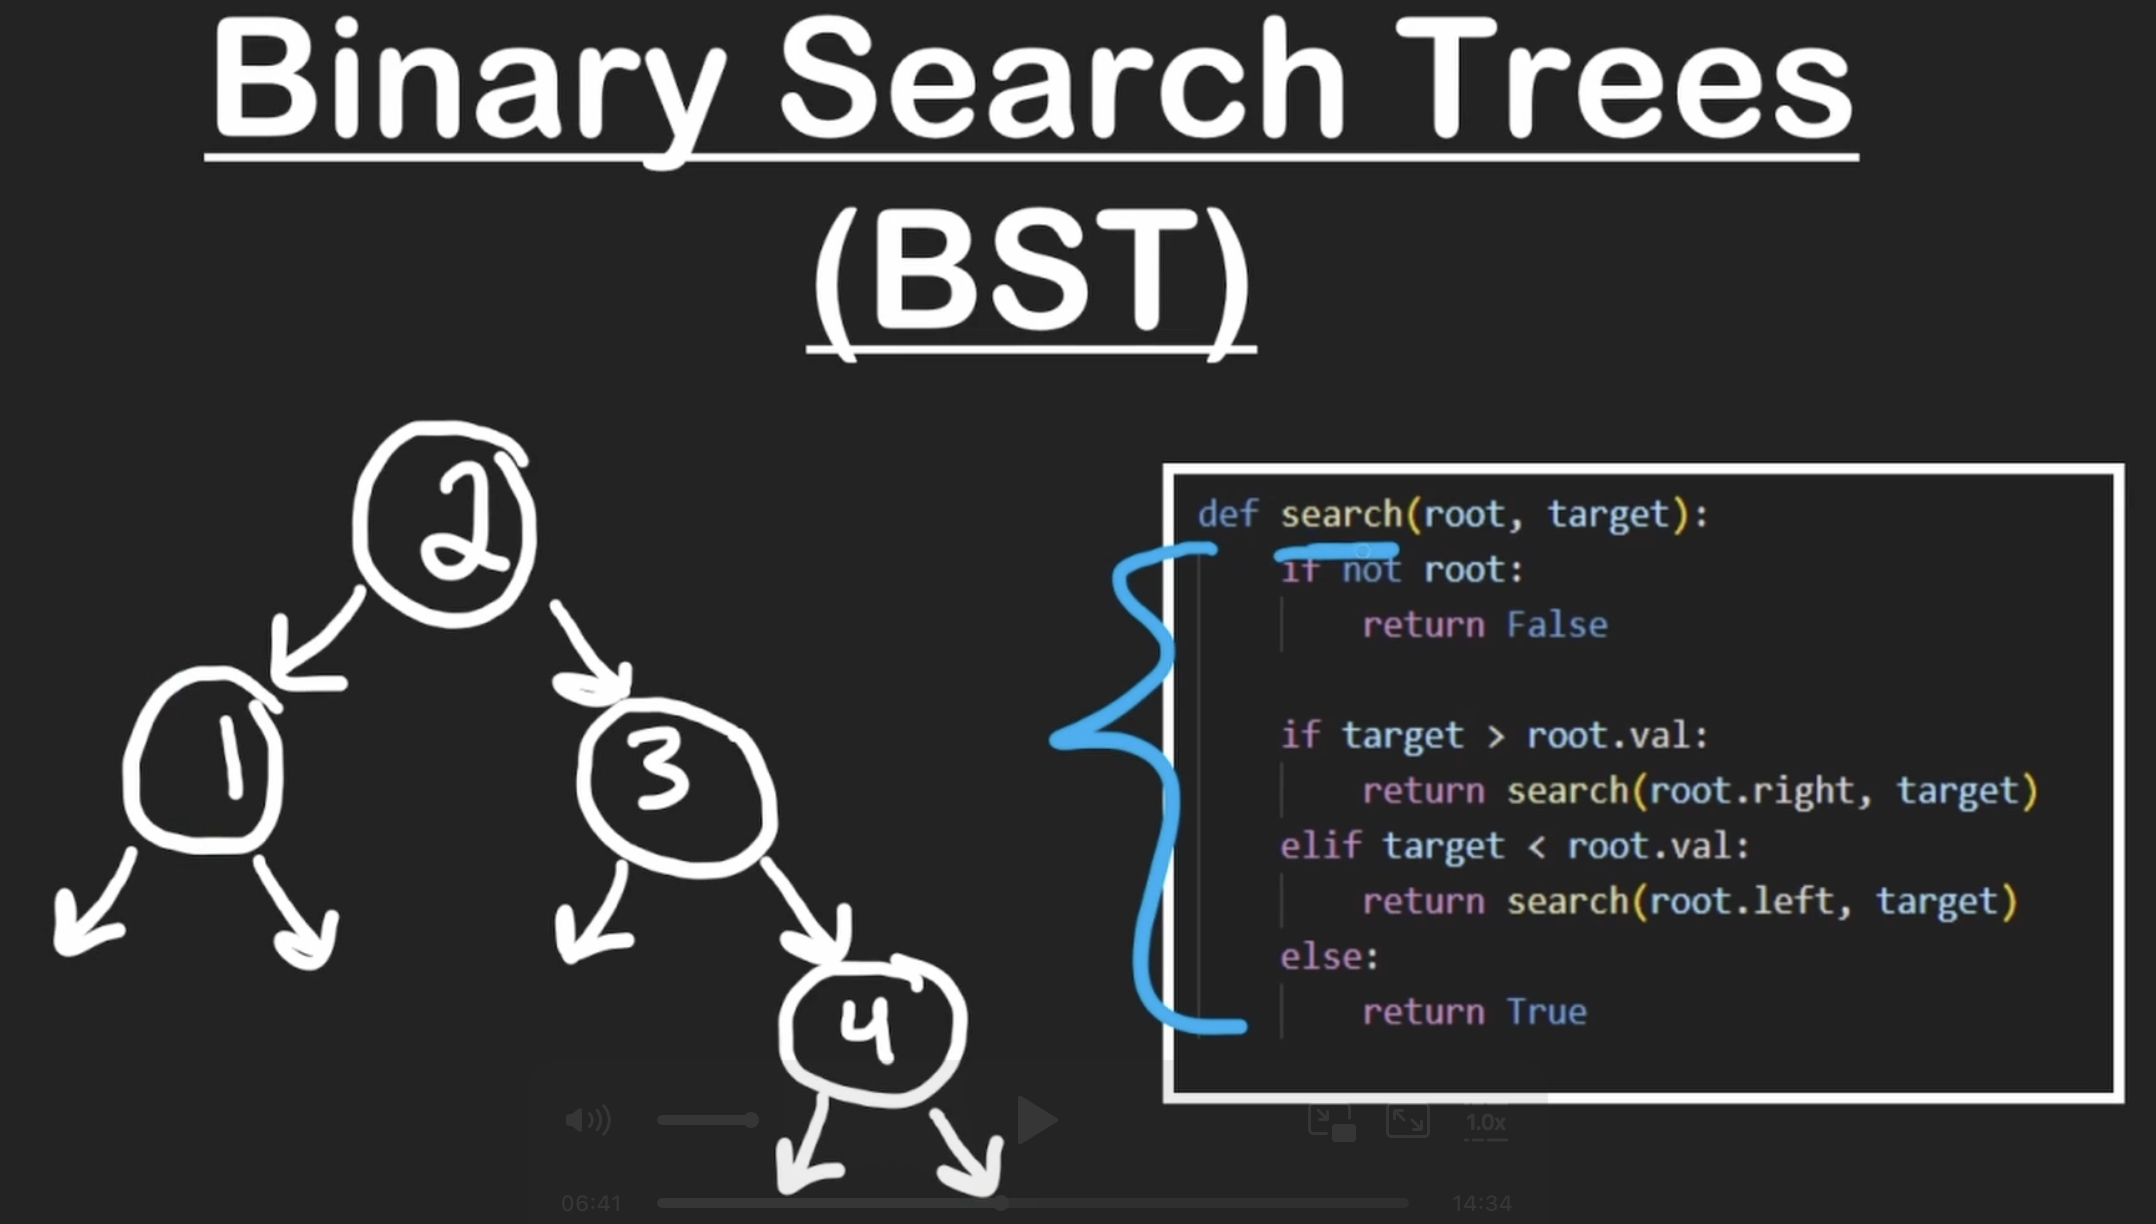 Binary Search Trees
(BST)
2
1
3
4
def search(root, target):
if not root:
return False
if target > root.val:
return search(root.right, target)
elif target < root.val:
return search(root.left, target)
else:
return True
1.0x
06:41
14:34